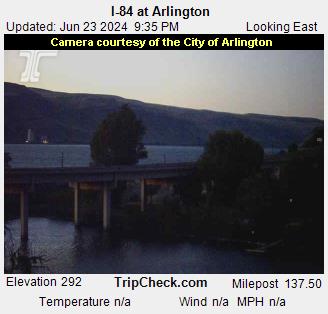 I-84 at Arlington
Updated: Jun 23 2024 9:35 PM Looking East
Camera courtesy of the City of Arlington
Elevation 292 TripCheck.com Milepost 137.50
Temperature n/a Wind n/a MPH n/a